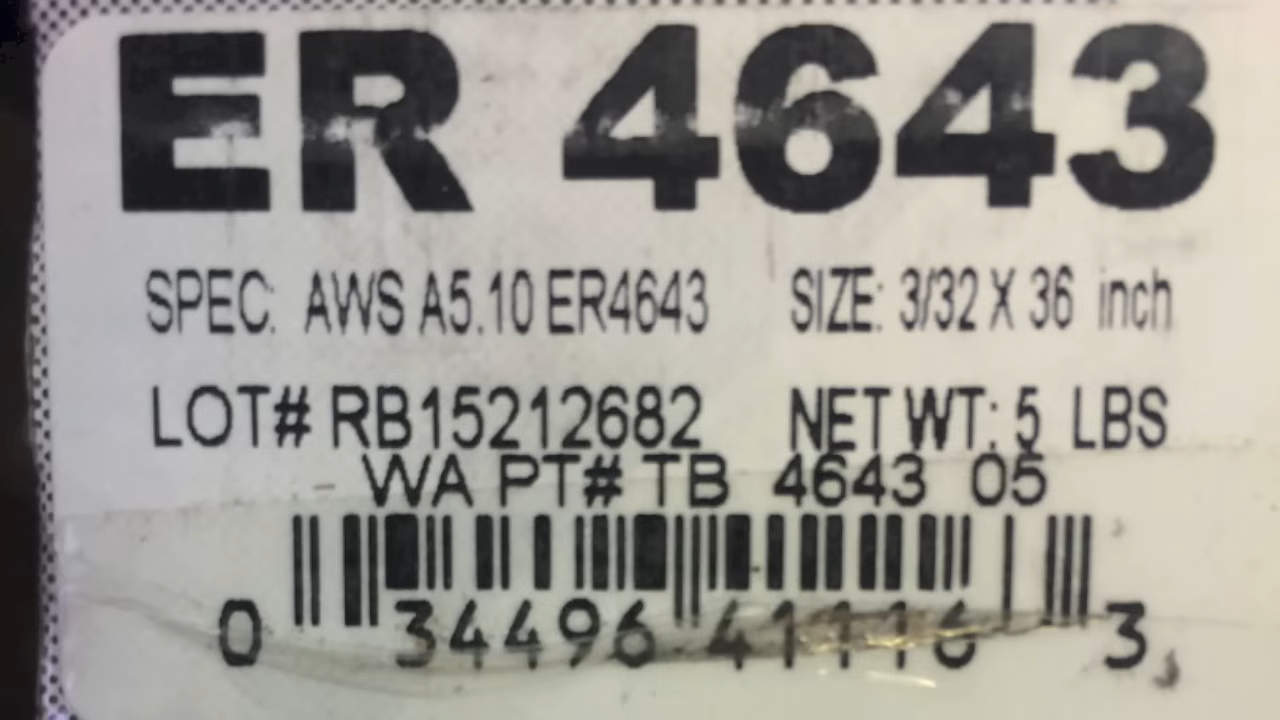 ER 4643
SPEC: AWS A5.10 ER4643 SIZE: 3/32 X 36 inch
LOT# RB15212682 NET WT: 5 LBS
WA PT# TB 4643 05
0 34496 41116 3